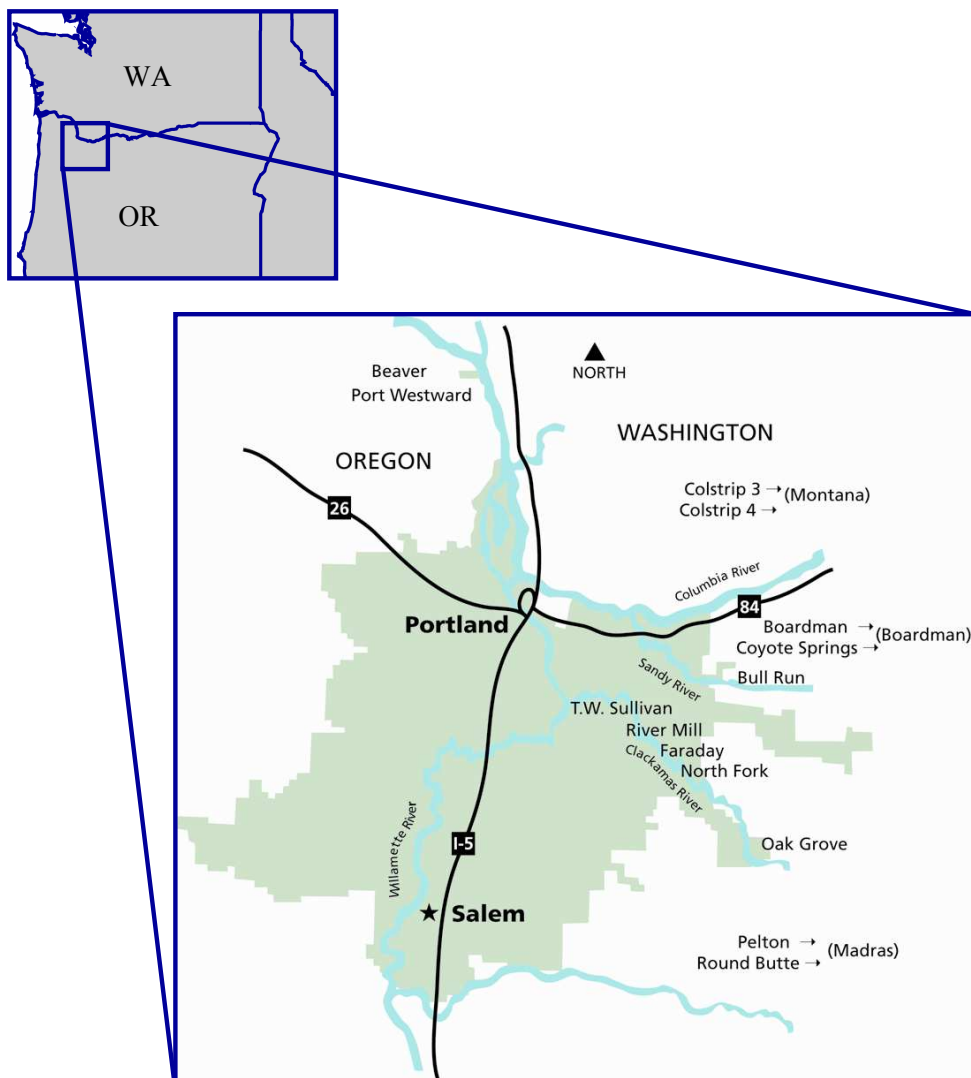 WA
OR
NORTH
Beaver
Port Westward
WASHINGTON
OREGON
Colstrip 3 → (Montana)
Colstrip 4 →
26
Columbia River
84
Portland
Boardman → (Boardman)
Coyote Springs →
Sandy River
Bull Run
T.W. Sullivan
River Mill
Faraday
North Fork
Clackamas River
Willamette River
I-5
Oak Grove
Salem
Pelton → (Madras)
Round Butte →